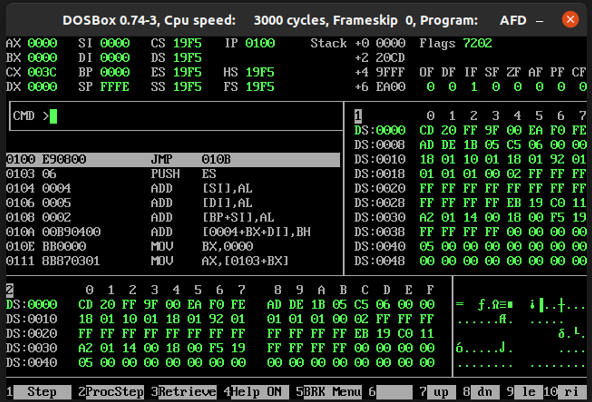 DOSBox 0.74-3, Cpu speed: 3000 cycles, Frameskip 0, Program: AFD
AX 0000 SI 0000 CS 19F5 IP 0100 Stack +0 0000 Flags 7202
BX 0000 DI 0000 DS 19F5 +2 20CD
CX 003C BP 0000 ES 19F5 HS 19F5 +4 9FFF OF DF IF SF ZF AF PF CF
DX 0000 SP FFFE SS 19F5 FS 19F5 +6 EA00 0 0 1 0 0 0 0 0
CMD >
1 0 1 2 3 4 5 6 7
DS:0000 CD 20 FF 9F 00 EA F0 FE
DS:0008 AD DE 1B 05 C5 06 00 00
0100 E90800 JMP 010B DS:0010 18 01 10 01 18 01 92 01
0103 06 PUSH ES DS:0018 01 01 01 00 02 FF FF FF
0104 0004 ADD [SI],AL DS:0020 FF FF FF FF FF FF FF FF
0106 0005 ADD [DI],AL DS:0028 FF FF FF FF EB 19 C0 11
0108 0002 ADD [BP+SI],AL DS:0030 A2 01 14 00 18 00 F5 19
010A 00B90400 ADD [0004+BX+DI],BH DS:0038 FF FF FF FF 00 00 00 00
010E BB0000 MOV BX,0000 DS:0040 05 00 00 00 00 00 00 00
0111 8B870301 MOV AX,[0103+BX] DS:0048 00 00 00 00 00 00 00 00
2 0 1 2 3 4 5 6 7 8 9 A B C D E F
DS:0000 CD 20 FF 9F 00 EA F0 FE AD DE 1B 05 C5 06 00 00
DS:0010 18 01 10 01 18 01 92 01 01 01 01 00 02 FF FF FF
DS:0020 FF FF FF FF FF FF FF FF FF FF FF FF EB 19 C0 11
DS:0030 A2 01 14 00 18 00 F5 19 FF FF FF FF 00 00 00 00
DS:0040 05 00 00 00 00 00 00 00 00 00 00 00 00 00 00 00
1 Step 2 ProcStep 3 Retrieve 4 Help ON 5 BRK Menu 6 7 up 8 dn 9 le 10 ri